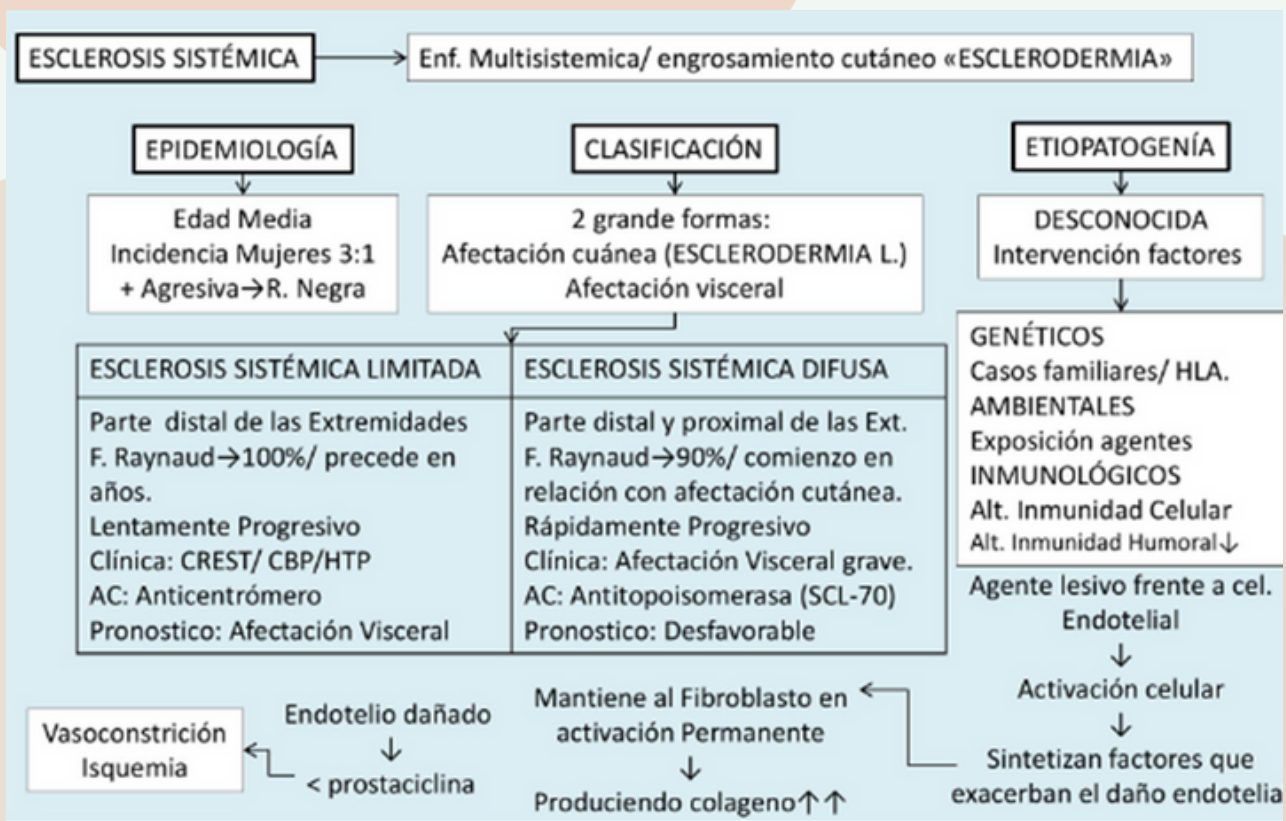 ESCLEROSIS SISTÉMICA
Enf. Multisistemica/ engrosamiento cutáneo «ESCLERODERMIA»
EPIDEMIOLOGÍA
Edad Media
Incidencia Mujeres 3:1
+ Agresiva→R. Negra
CLASIFICACIÓN
2 grande formas:
Afectación cuánea (ESCLERODERMIA L.)
Afectación visceral
ESCLEROSIS SISTÉMICA LIMITADA
Parte distal de las Extremidades
F. Raynaud→100%/ precede en
años.
Lentamente Progresivo
Clínica: CREST/ CBP/HTP
AC: Anticentrómero
Pronostico: Afectación Visceral
ESCLEROSIS SISTÉMICA DIFUSA
Parte distal y proximal de las Ext.
F. Raynaud→90%/ comienzo en
relación con afectación cutánea.
Rápidamente Progresivo
Clínica: Afectación Visceral grave.
AC: Antitopoisomerasa (SCL-70)
Pronostico: Desfavorable
ETIOPATOGENÍA
DESCONOCIDA
Intervención factores
GENÉTICOS
Casos familiares/ HLA.
AMBIENTALES
Exposición agentes
INMUNOLÓGICOS
Alt. Inmunidad Celular
Alt. Inmunidad Humoral↓
Agente lesivo frente a cel.
Endotelial
↓
Activación celular
↓
Sintetizan factores que
exacerban el daño endotelia
Mantiene al Fibroblasto en
activación Permanente
↓
Produciendo colageno↑↑
Endotelio dañado
↓
< prostaciclina
Vasoconstrición
Isquemia